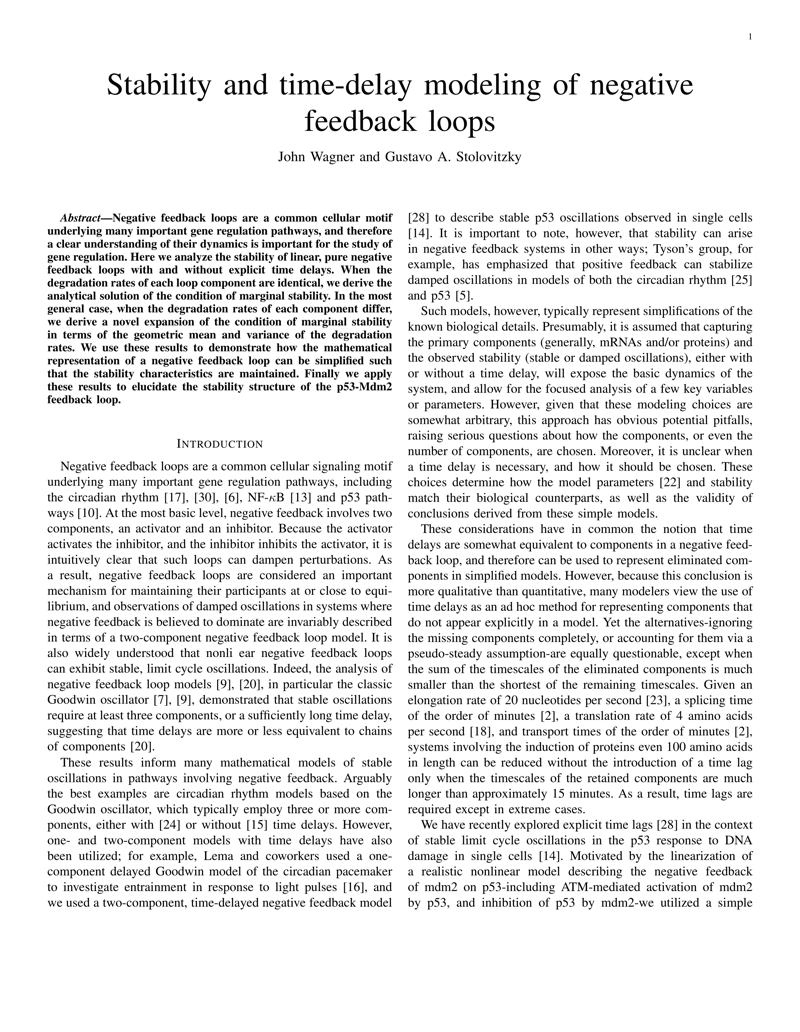 1
Stability and time-delay modeling of negative
feedback loops
John Wagner and Gustavo A. Stolovitzky
Abstract—Negative feedback loops are a common cellular motif
underlying many important gene regulation pathways, and therefore
a clear understanding of their dynamics is important for the study of
gene regulation. Here we analyze the stability of linear, pure negative
feedback loops with and without explicit time delays. When the
degradation rates of each loop component are identical, we derive the
analytical solution of the condition of marginal stability. In the most
general case, when the degradation rates of each component differ,
we derive a novel expansion of the condition of marginal stability
in terms of the geometric mean and variance of the degradation
rates. We use these results to demonstrate how the mathematical
representation of a negative feedback loop can be simplified such
that the stability characteristics are maintained. Finally we apply
these results to elucidate the stability structure of the p53-Mdm2
feedback loop.
INTRODUCTION
Negative feedback loops are a common cellular signaling motif
underlying many important gene regulation pathways, including
the circadian rhythm [17], [30], [6], NF-κB [13] and p53 path-
ways [10]. At the most basic level, negative feedback involves two
components, an activator and an inhibitor. Because the activator
activates the inhibitor, and the inhibitor inhibits the activator, it is
intuitively clear that such loops can dampen perturbations. As
a result, negative feedback loops are considered an important
mechanism for maintaining their participants at or close to equi-
librium, and observations of damped oscillations in systems where
negative feedback is believed to dominate are invariably described
in terms of a two-component negative feedback loop model. It is
also widely understood that nonli ear negative feedback loops
can exhibit stable, limit cycle oscillations. Indeed, the analysis of
negative feedback loop models [9], [20], in particular the classic
Goodwin oscillator [7], [9], demonstrated that stable oscillations
require at least three components, or a sufficiently long time delay,
suggesting that time delays are more or less equivalent to chains
of components [20].
These results inform many mathematical models of stable
oscillations in pathways involving negative feedback. Arguably
the best examples are circadian rhythm models based on the
Goodwin oscillator, which typically employ three or more com-
ponents, either with [24] or without [15] time delays. However,
one- and two-component models with time delays have also
been utilized; for example, Lema and coworkers used a one-
component delayed Goodwin model of the circadian pacemaker
to investigate entrainment in response to light pulses [16], and
we used a two-component, time-delayed negative feedback model
[28] to describe stable p53 oscillations observed in single cells
[14]. It is important to note, however, that stability can arise
in negative feedback systems in other ways; Tyson's group, for
example, has emphasized that positive feedback can stabilize
damped oscillations in models of both the circadian rhythm [25]
and p53 [5].
Such models, however, typically represent simplifications of the
known biological details. Presumably, it is assumed that capturing
the primary components (generally, mRNAs and/or proteins) and
the observed stability (stable or damped oscillations), either with
or without a time delay, will expose the basic dynamics of the
system, and allow for the focused analysis of a few key variables
or parameters. However, given that these modeling choices are
somewhat arbitrary, this approach has obvious potential pitfalls,
raising serious questions about how the components, or even the
number of components, are chosen. Moreover, it is unclear when
a time delay is necessary, and how it should be chosen. These
choices determine how the model parameters [22] and stability
match their biological counterparts, as well as the validity of
conclusions derived from these simple models.
These considerations have in common the notion that time
delays are somewhat equivalent to components in a negative feed-
back loop, and therefore can be used to represent eliminated com-
ponents in simplified models. However, because this conclusion is
more qualitative than quantitative, many modelers view the use of
time delays as an ad hoc method for representing components that
do not appear explicitly in a model. Yet the alternatives-ignoring
the missing components completely, or accounting for them via a
pseudo-steady assumption-are equally questionable, except when
the sum of the timescales of the eliminated components is much
smaller than the shortest of the remaining timescales. Given an
elongation rate of 20 nucleotides per second [23], a splicing time
of the order of minutes [2], a translation rate of 4 amino acids
per second [18], and transport times of the order of minutes [2],
systems involving the induction of proteins even 100 amino acids
in length can be reduced without the introduction of a time lag
only when the timescales of the retained components are much
longer than approximately 15 minutes. As a result, time lags are
required except in extreme cases.
We have recently explored explicit time lags [28] in the context
of stable limit cycle oscillations in the p53 response to DNA
damage in single cells [14]. Motivated by the linearization of
a realistic nonlinear model describing the negative feedback
of mdm2 on p53-including ATM-mediated activation of mdm2
by p53, and inhibition of p53 by mdm2-we utilized a simple